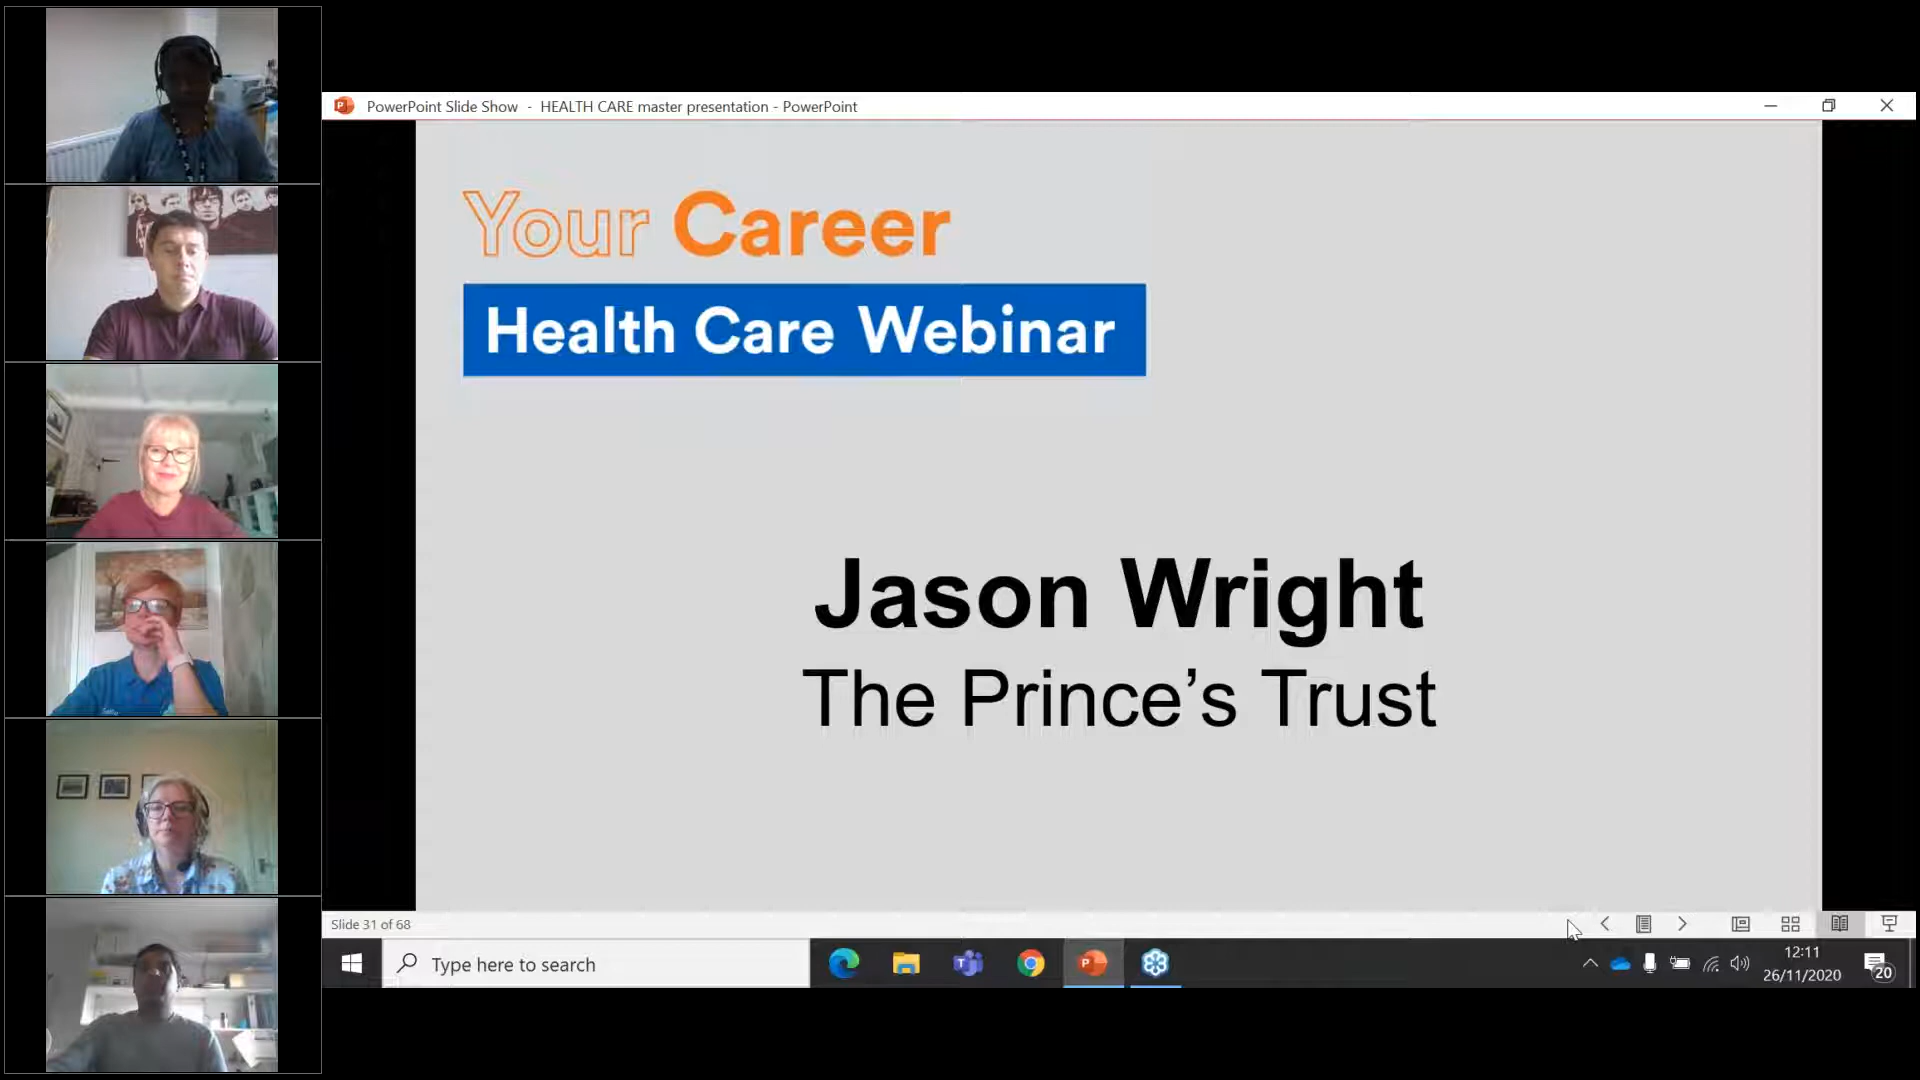 PowerPoint Slide Show - HEALTH CARE master presentation - PowerPoint
Your Career
Health Care Webinar
Jason Wright
The Prince’s Trust
Slide 31 of 68
Type here to search
12:11
26/11/2020
20